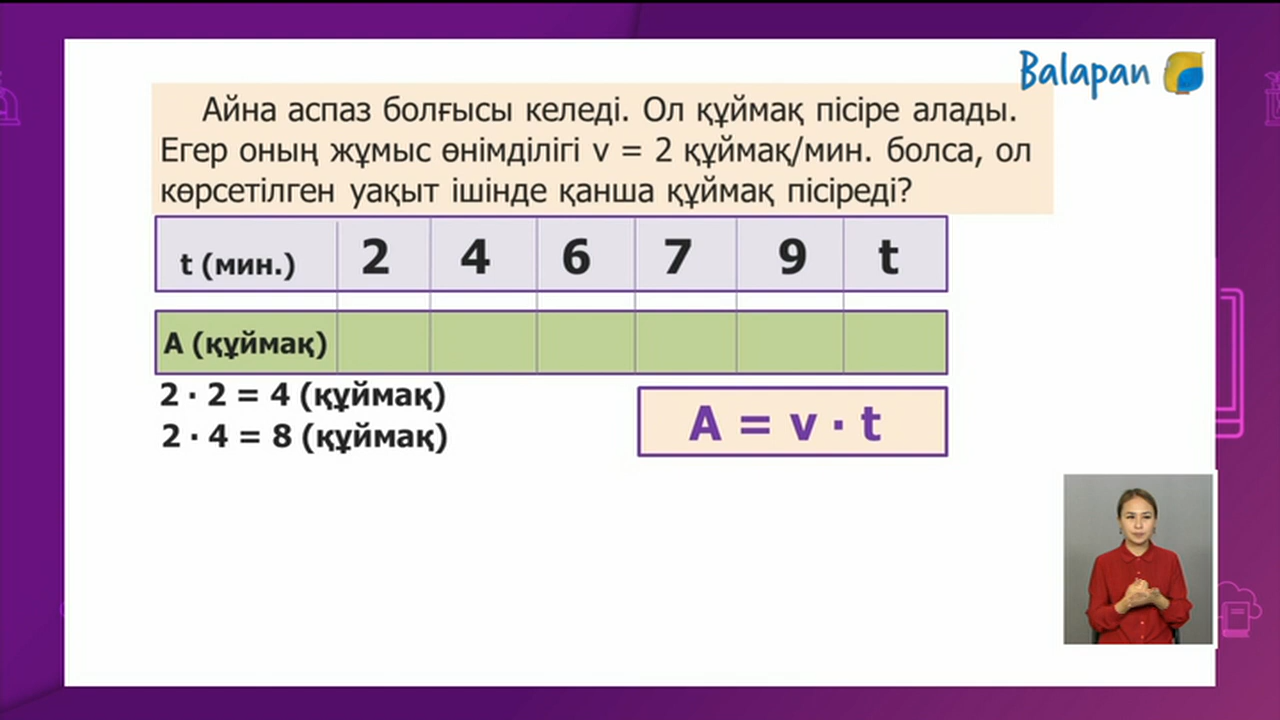 Balapan
Айна аспаз болғысы келеді. Ол құймақ пісіре алады.
Егер оның жұмыс өнімділігі v = 2 құймақ/мин. болса, ол
көрсетілген уақыт ішінде қанша құймақ пісіреді?
t (мин.) 2 4 6 7 9 t
A (құймақ)
2 · 2 = 4 (құймақ)
2 · 4 = 8 (құймақ)
A = v · t